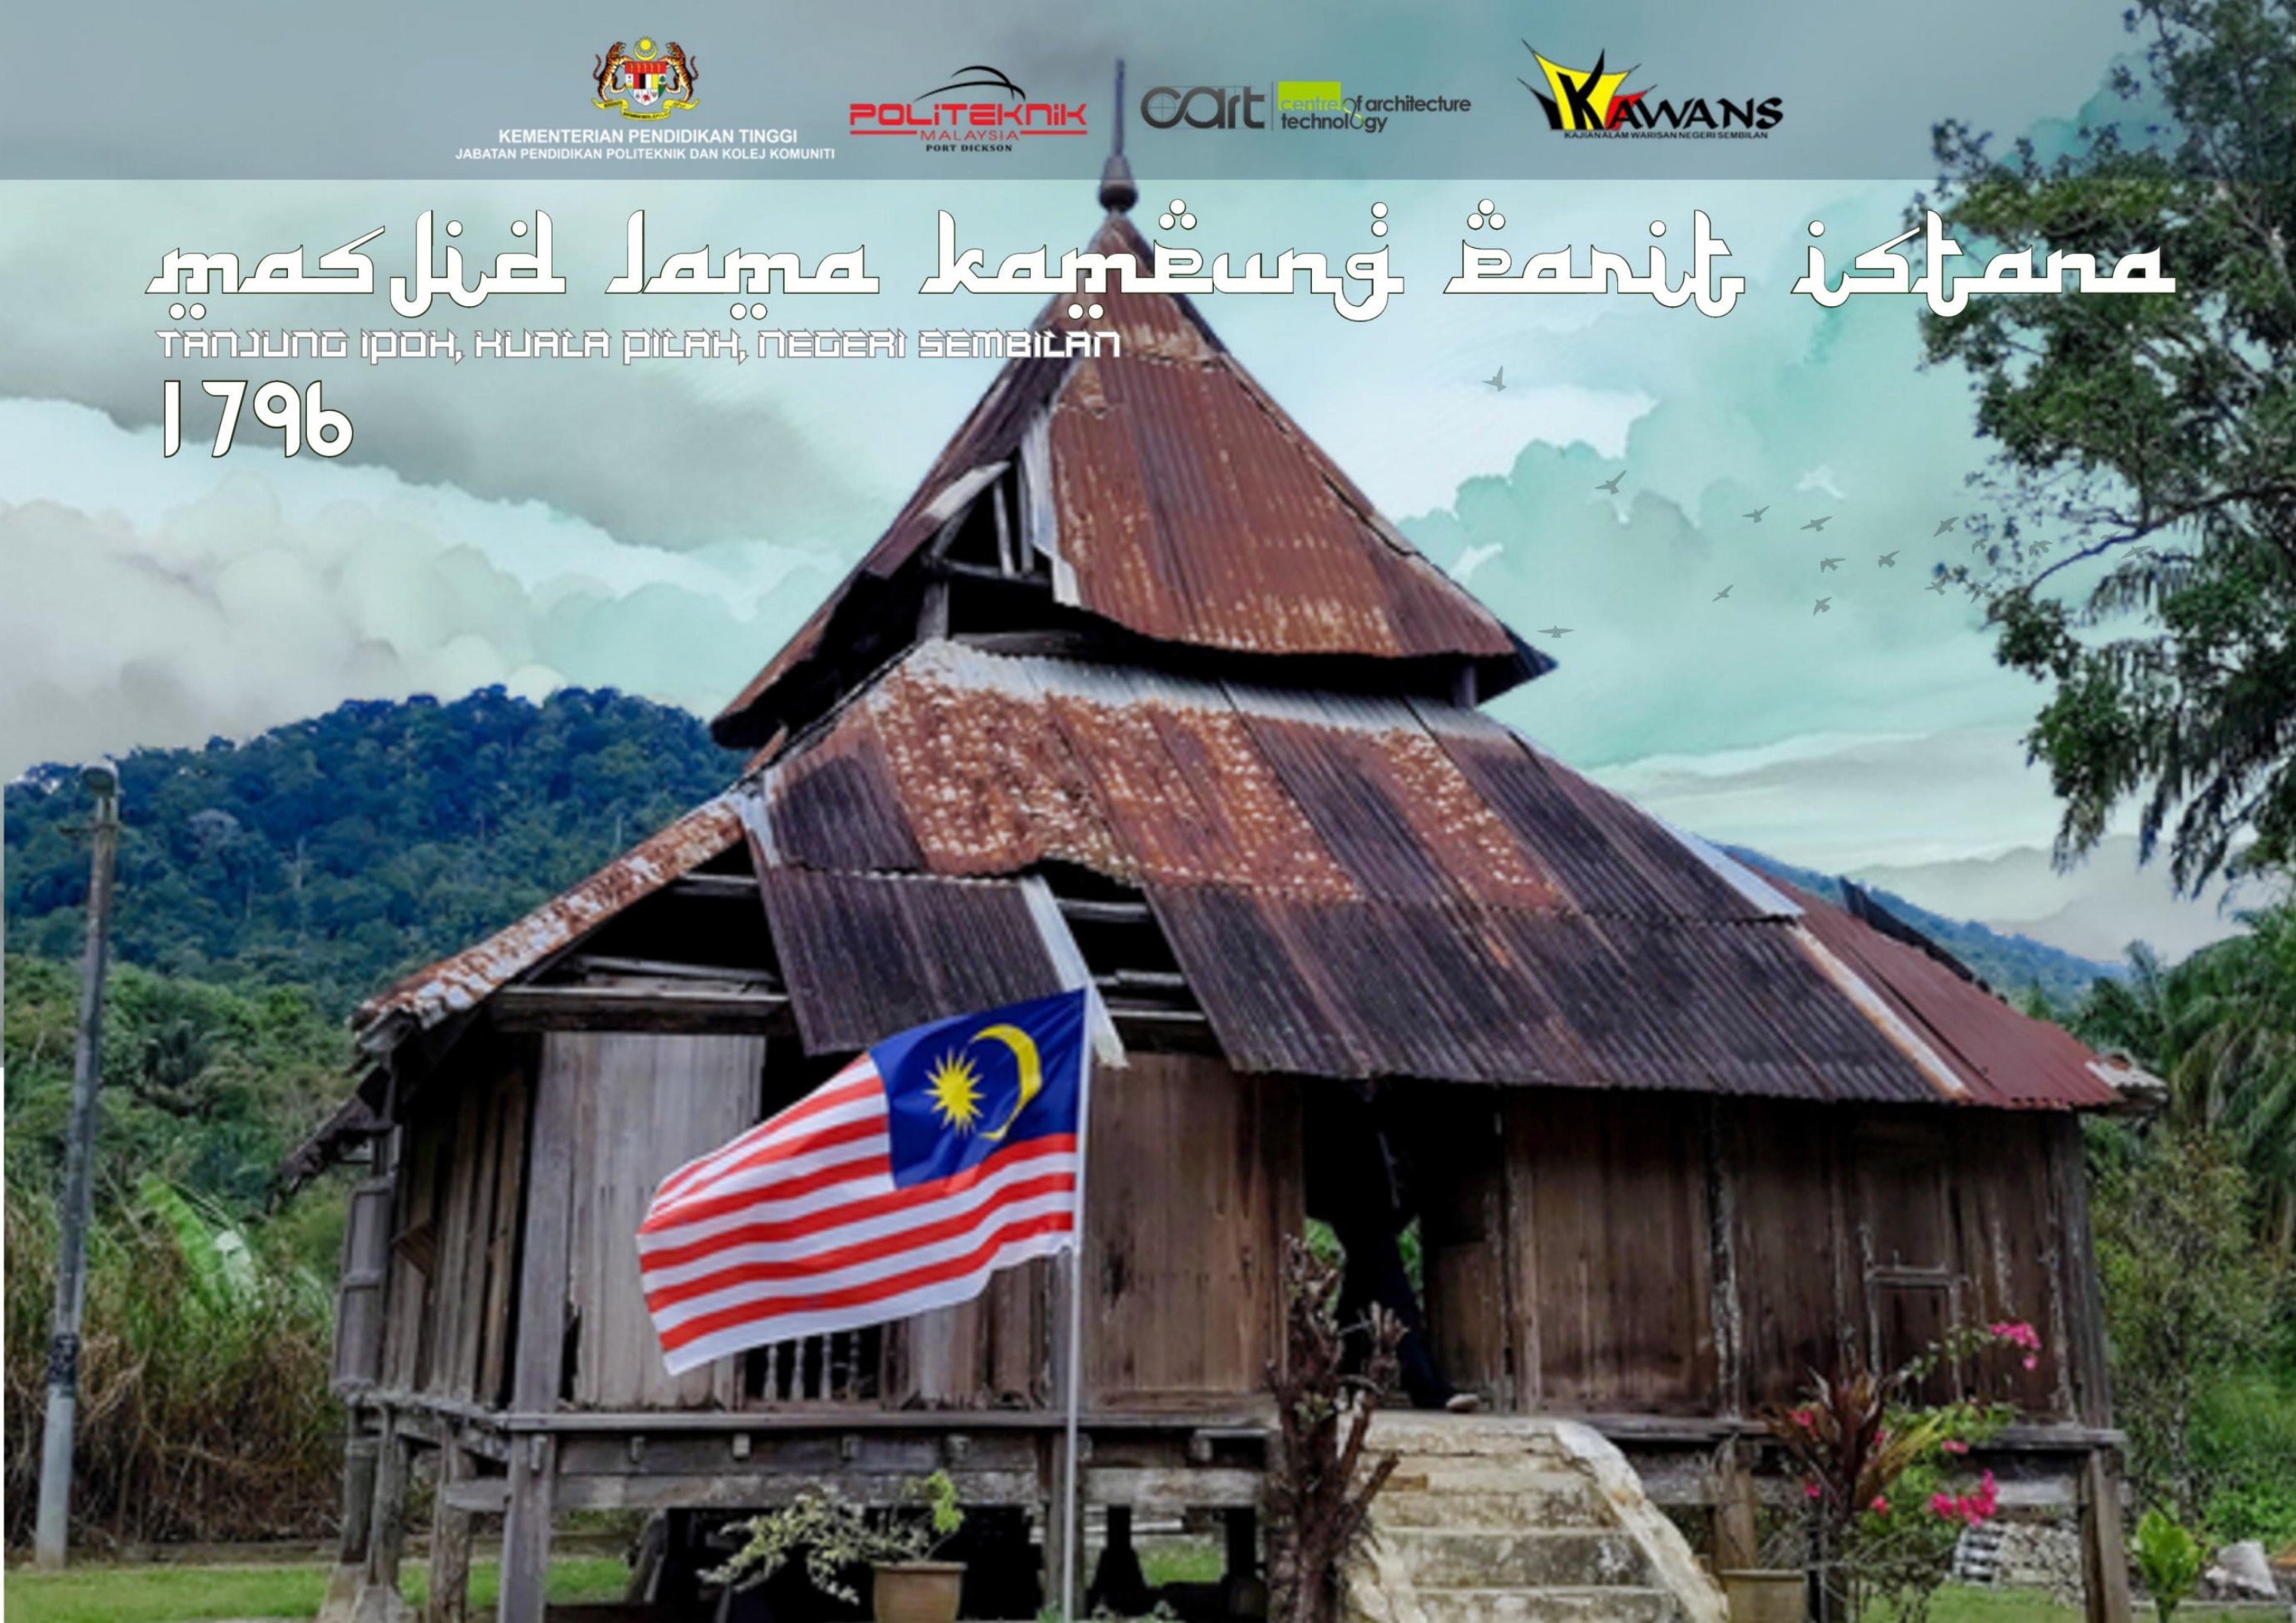 KEMENTERIAN PENDIDIKAN TINGGI
JABATAN PENDIDIKAN POLITEKNIK DAN KOLEJ KOMUNITI
POLITEKNIK
MALAYSIA
PORT DICKSON
cart centre of architecture technology
KAWANS
KAJIAN ALAM WARISAN NEGERI SEMBILAN
masjid lama kampung parit istana
TANJUNG IPOH, KUALA PILAH, NEGERI SEMBILAN
1796